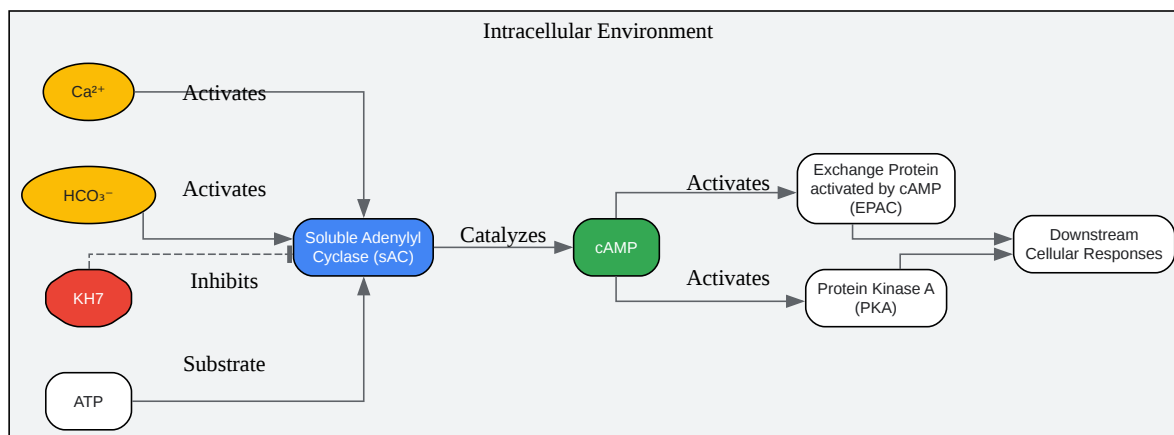 Intracellular Environment
Ca²⁺
Activates
HCO₃⁻
Activates
Soluble Adenylyl
Cyclase (sAC)
KH7
Inhibits
ATP
Substrate
Catalyzes
cAMP
Activates
Exchange Protein
activated by cAMP
(EPAC)
Activates
Protein Kinase A
(PKA)
Downstream
Cellular Responses